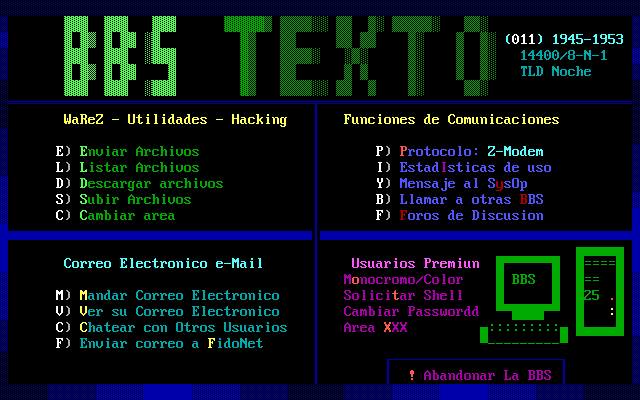 BBS TEXTO
(011) 1945-1953
14400/8-N-1
TLD Noche
WaReZ - Utilidades - Hacking
E) Enviar Archivos
L) Listar Archivos
D) Descargar archivos
S) Subir Archivos
C) Cambiar area
Funciones de Comunicaciones
P) Protocolo: Z-Modem
I) EstadIsticas de uso
Y) Mensaje al SysOp
B) Llamar a otras BBS
F) Foros de Discusion
Correo Electronico e-Mail
M) Mandar Correo Electronico
V) Ver su Correo Electronico
C) Chatear con Otros Usuarios
F) Enviar correo a FidoNet
Usuarios Premiun
Monocromo/Color
Solicitar Shell
Cambiar Passwordd
Area XXX
BBS
====
==
25 .
:
! Abandonar La BBS